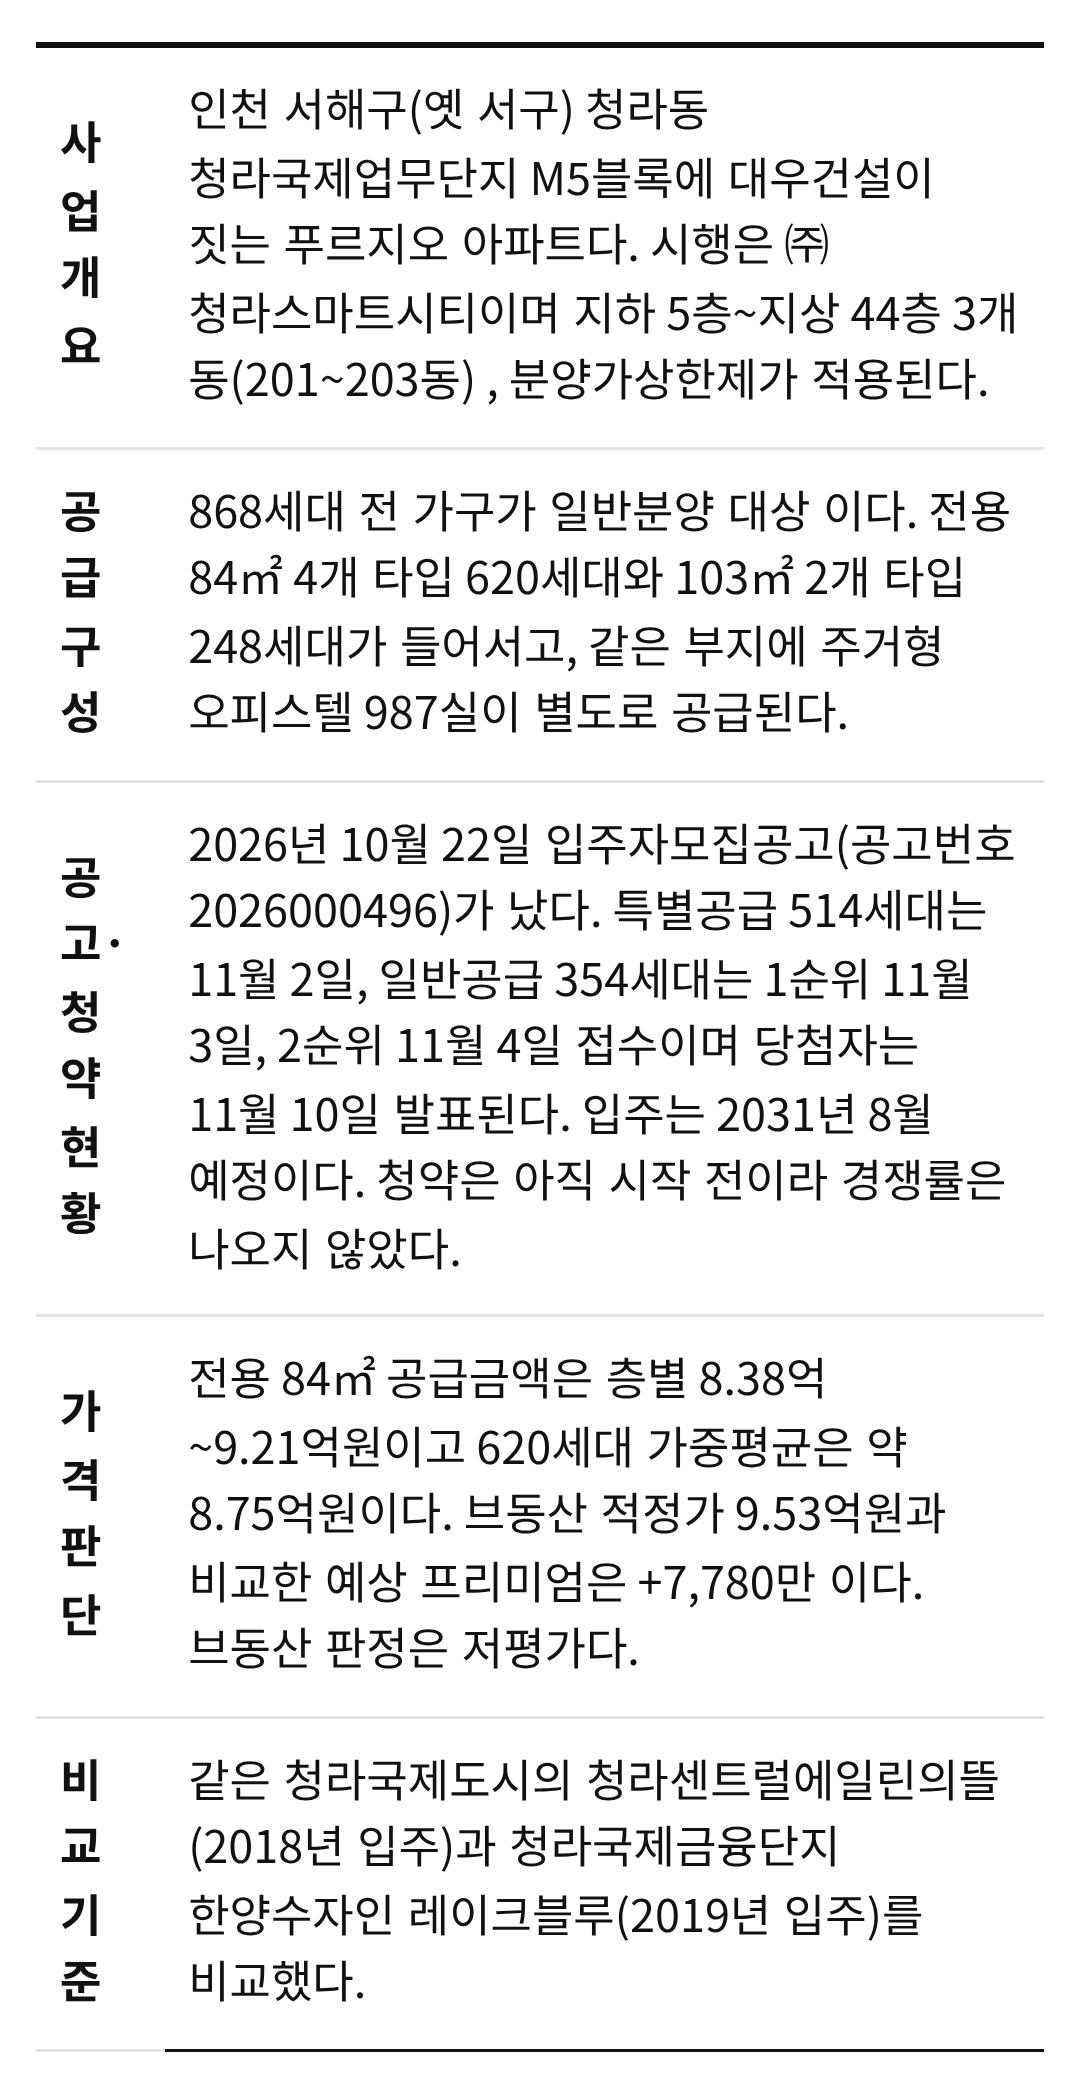 사업개요
인천 서해구(옛 서구) 청라동
청라국제업무단지 M5블록에 대우건설이
짓는 푸르지오 아파트다. 시행은 ㈜
청라스마트시티이며 지하 5층~지상 44층 3개
동(201~203동) , 분양가상한제가 적용된다.
공급구성
868세대 전 가구가 일반분양 대상 이다. 전용
84㎡ 4개 타입 620세대와 103㎡ 2개 타입
248세대가 들어서고, 같은 부지에 주거형
오피스텔 987실이 별도로 공급된다.
공고·청약현황
2026년 10월 22일 입주자모집공고(공고번호
2026000496)가 났다. 특별공급 514세대는
11월 2일, 일반공급 354세대는 1순위 11월
3일, 2순위 11월 4일 접수이며 당첨자는
11월 10일 발표된다. 입주는 2031년 8월
예정이다. 청약은 아직 시작 전이라 경쟁률은
나오지 않았다.
가격판단
전용 84㎡ 공급금액은 층별 8.38억
~9.21억원이고 620세대 가중평균은 약
8.75억원이다. 브동산 적정가 9.53억원과
비교한 예상 프리미엄은 +7,780만 이다.
브동산 판정은 저평가다.
비교기준
같은 청라국제도시의 청라센트럴에일린의뜰
(2018년 입주)과 청라국제금융단지
한양수자인 레이크블루(2019년 입주)를
비교했다.